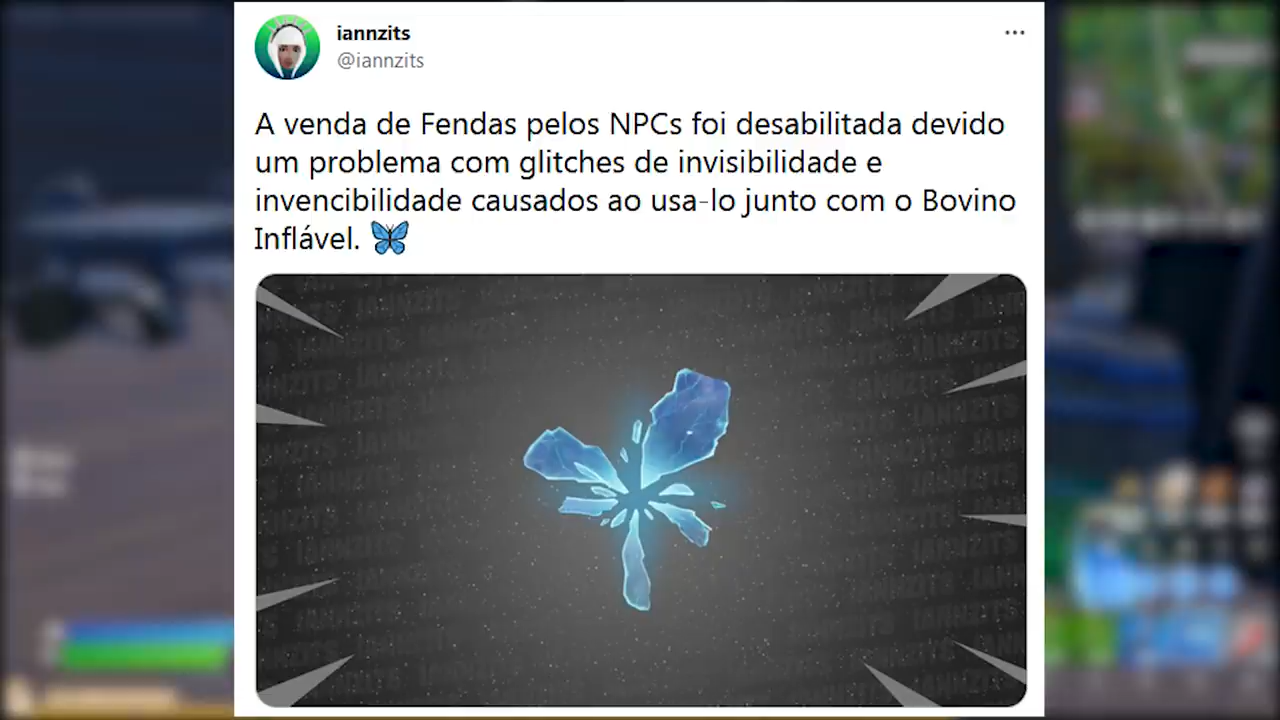 iannzits
@iannzits
A venda de Fendas pelos NPCs foi desabilitada devido
um problema com glitches de invisibilidade e
invencibilidade causados ao usa-lo junto com o Bovino
Inflável. 🦋
IANNZITS